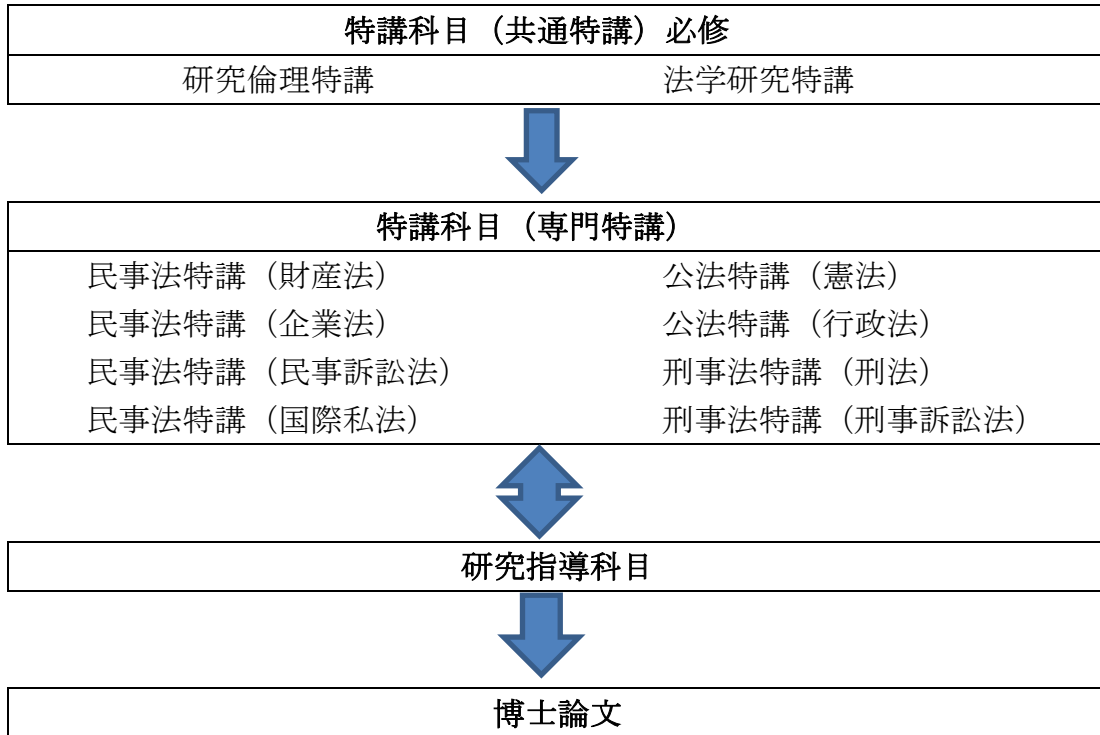 特講科目（共通特講）必修
研究倫理特講 法学研究特講
特講科目（専門特講）
民事法特講（財産法） 公法特講（憲法）
民事法特講（企業法） 公法特講（行政法）
民事法特講（民事訴訟法） 刑事法特講（刑法）
民事法特講（国際私法） 刑事法特講（刑事訴訟法）
研究指導科目
博士論文